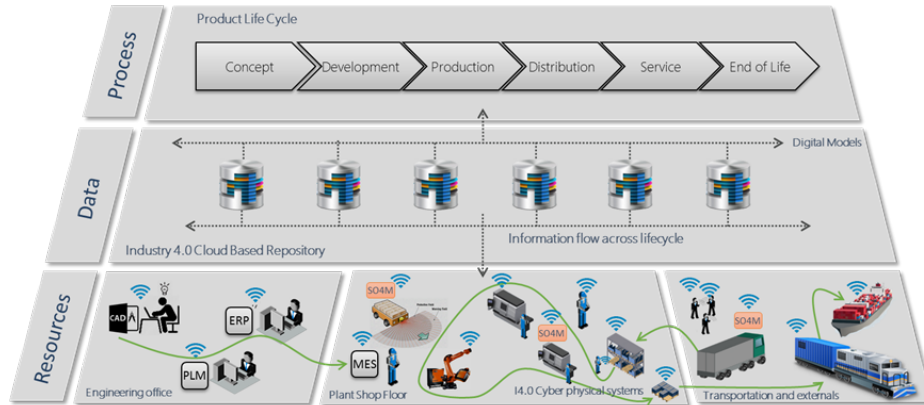 Process
Product Life Cycle
Concept
Development
Production
Distribution
Service
End of Life
Data
Digital Models
Information flow across lifecycle
Industry 4.0 Cloud Based Repository
Resources
CAD
ERP
PLM
Engineering office
SO4M
MES
Plant Shop Floor
SO4M
I4.0 Cyber physical systems
SO4M
Transportation and externals